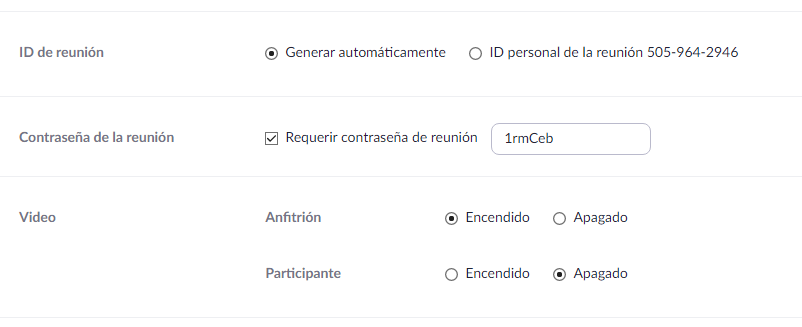 ID de reunión Generar automáticamente ID personal de la reunión 505-964-2946
Contraseña de la reunión Requerir contraseña de reunión 1rmCeb
Video Anfitrión Encendido Apagado
Participante Encendido Apagado